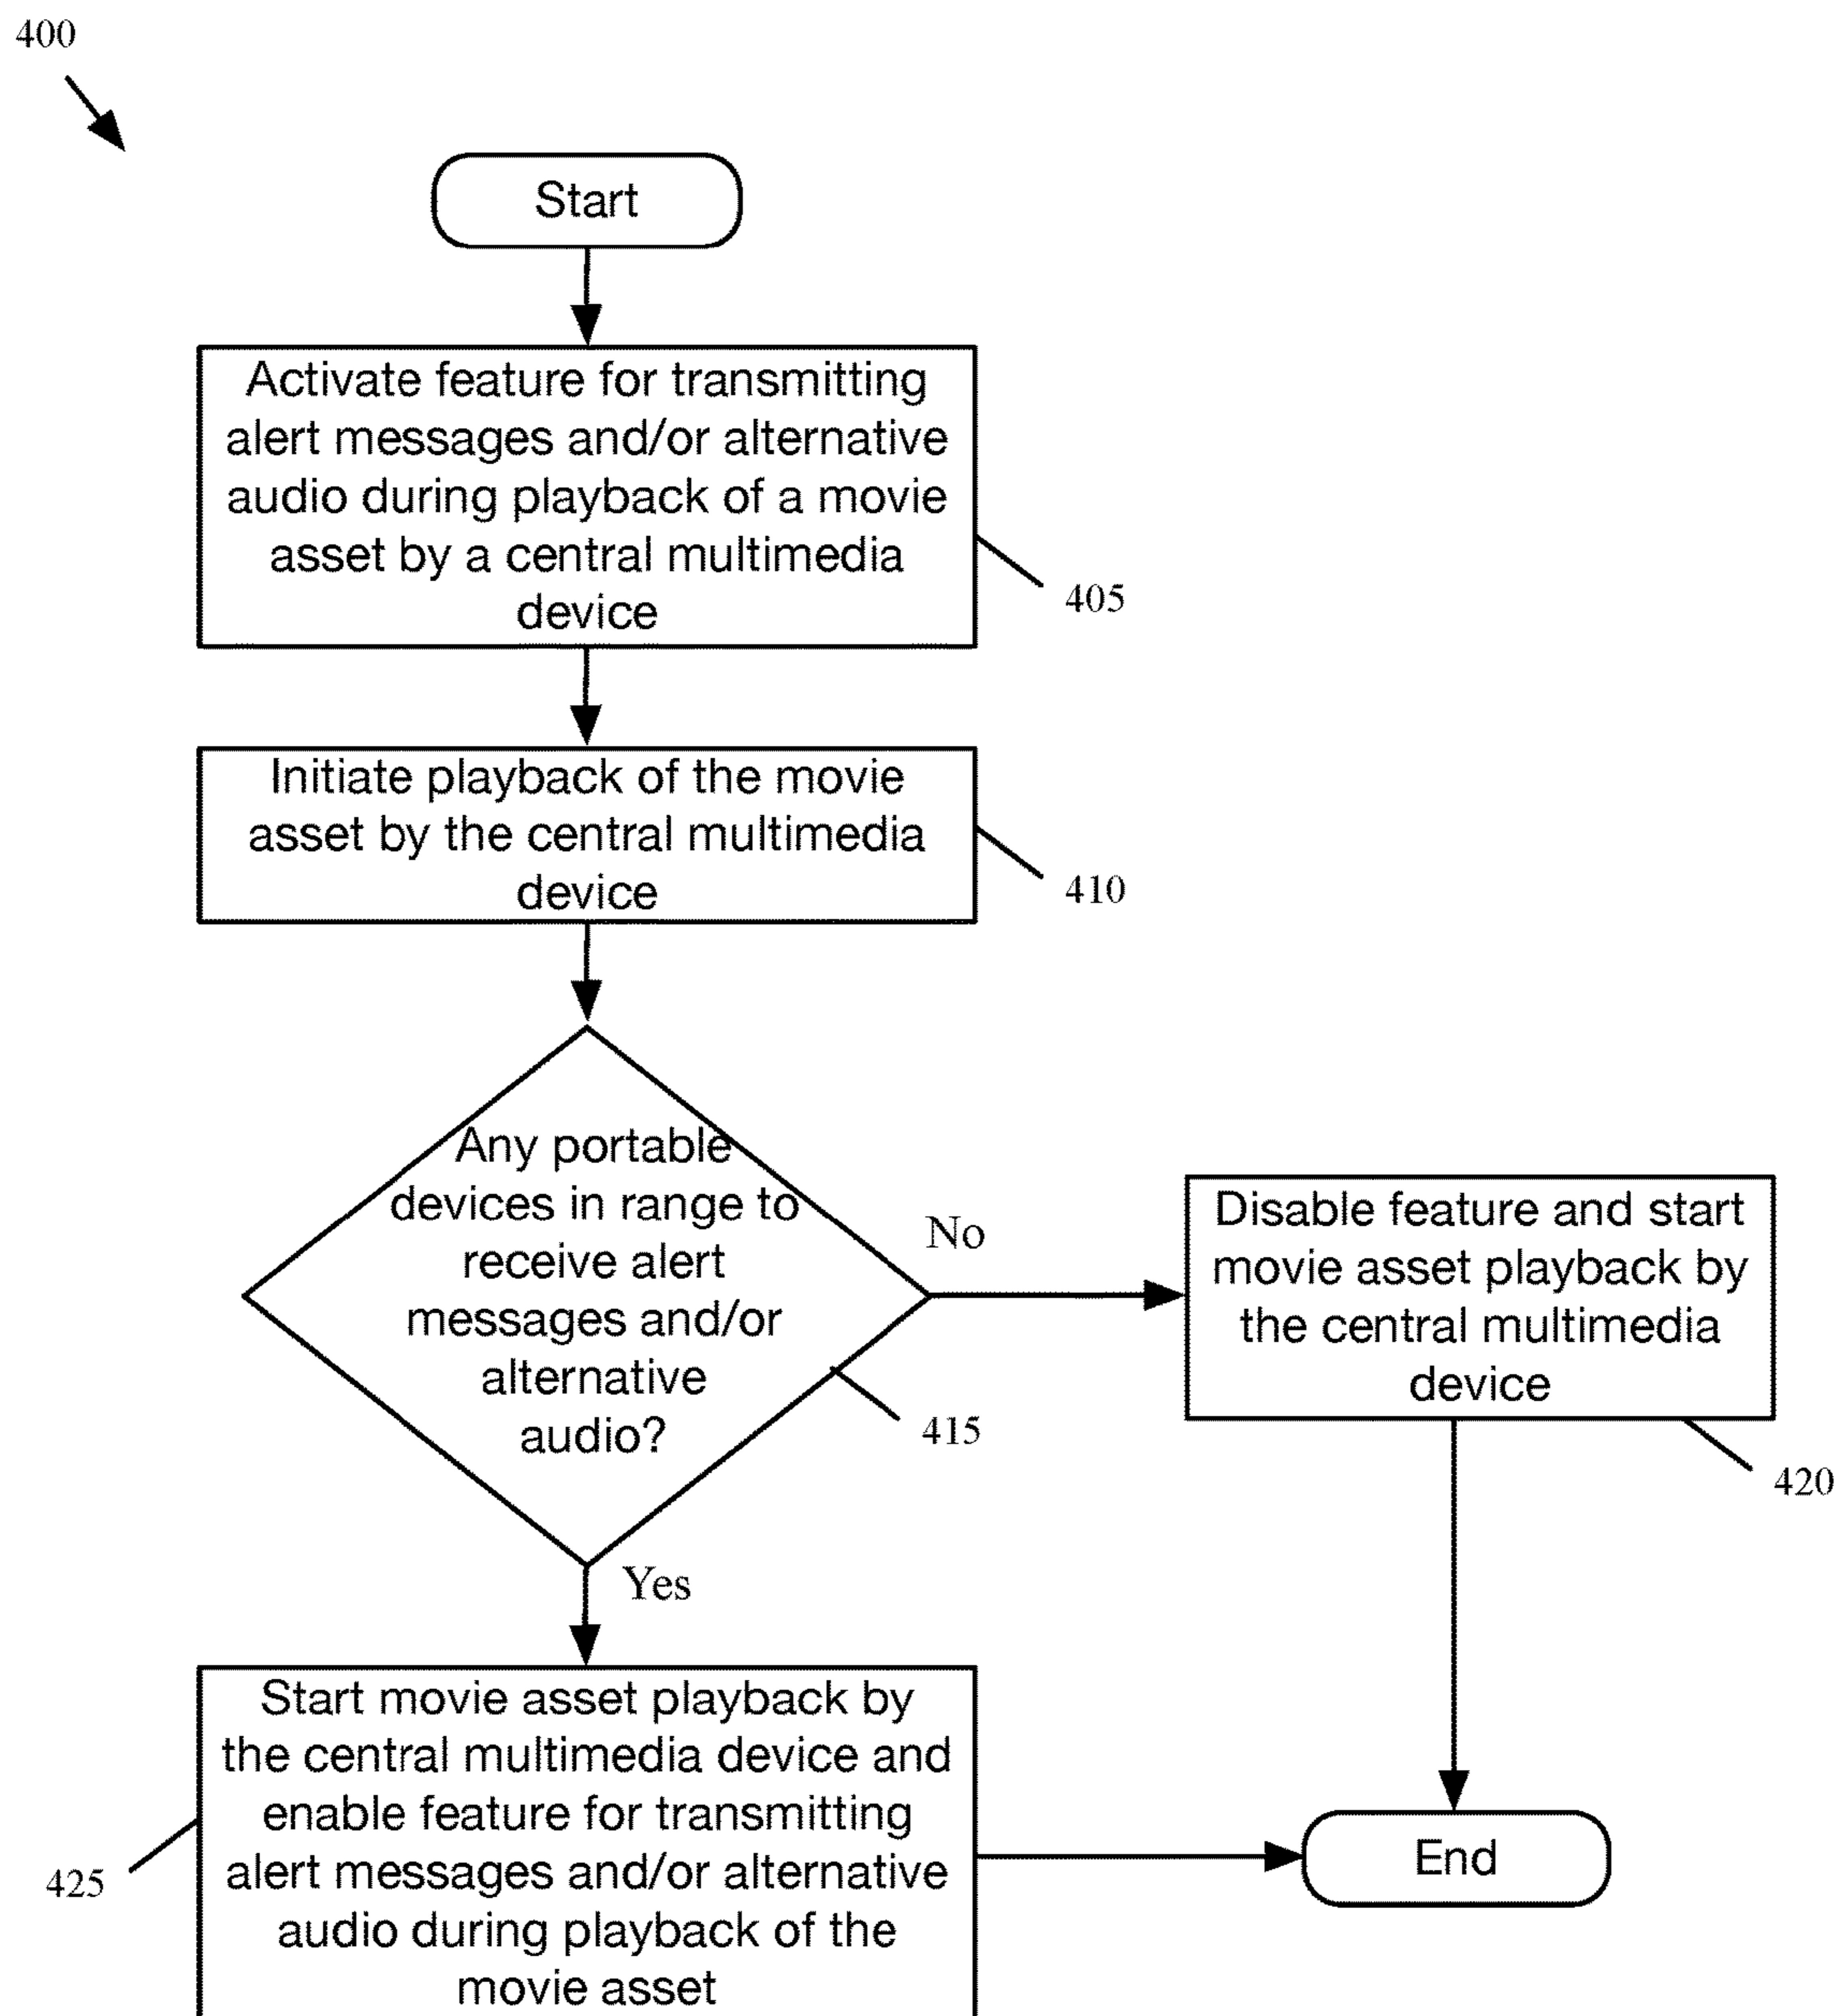 400
Start
Activate feature for transmitting
alert messages and/or alternative
audio during playback of a movie
asset by a central multimedia
device
405
Initiate playback of the movie
asset by the central multimedia
device
410
Any portable
devices in range to
receive alert
messages and/or
alternative
audio?
415
No
Disable feature and start
movie asset playback by
the central multimedia
device
420
Yes
Start movie asset playback by
the central multimedia device and
enable feature for transmitting
alert messages and/or alternative
audio during playback of the
movie asset
425
End